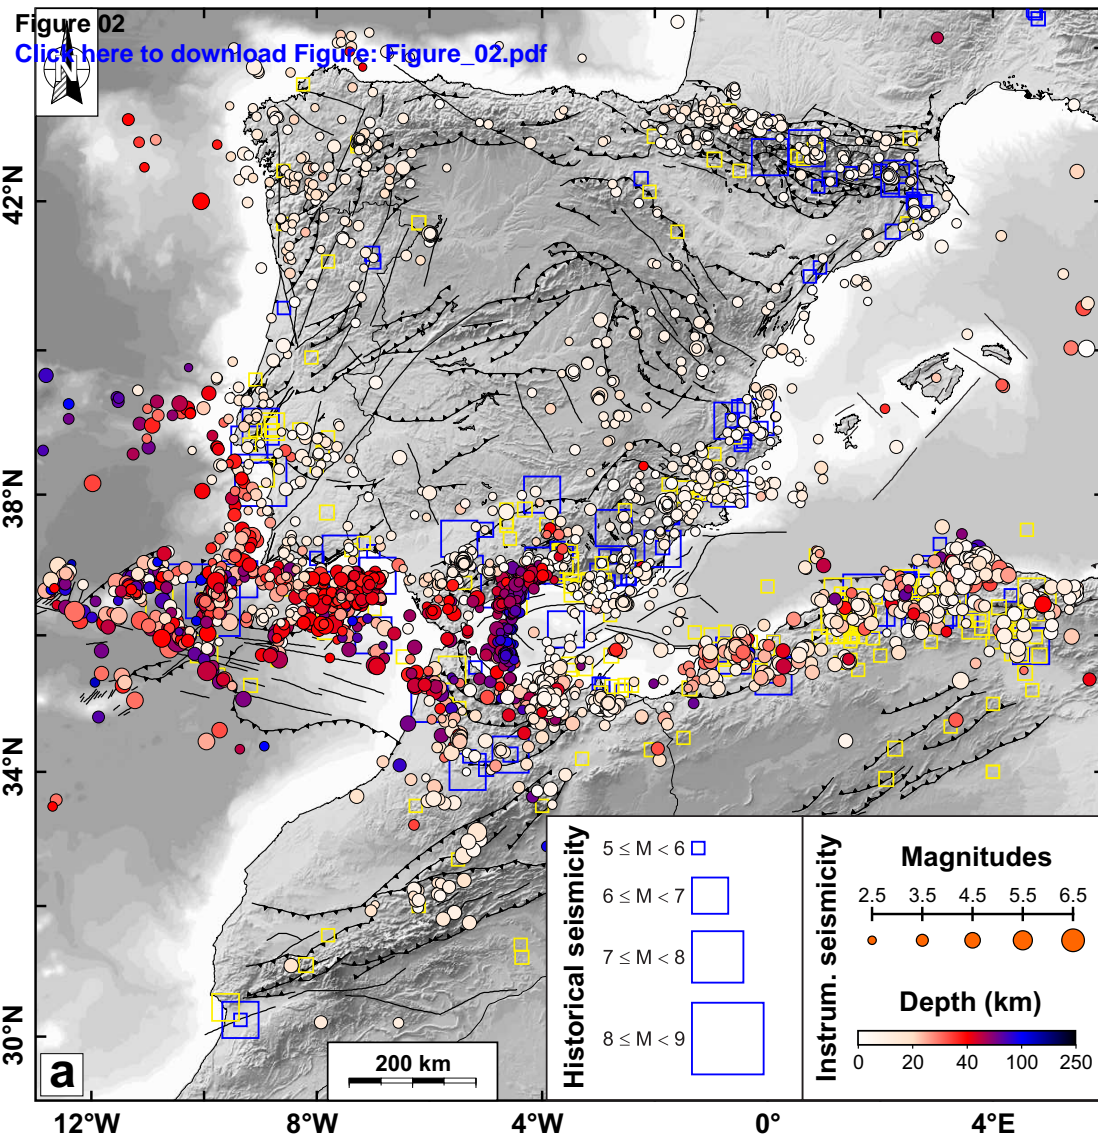 Figure 02
Click here to download Figure: Figure_02.pdf
42°N
38°N
34°N
30°N
12°W
8°W
4°W
0°
4°E
a
200 km
Historical seismicity
5 ≤ M < 6
6 ≤ M < 7
7 ≤ M < 8
8 ≤ M < 9
Instrum. seismicity
Magnitudes
2.5 3.5 4.5 5.5 6.5
Depth (km)
0 20 40 100 250